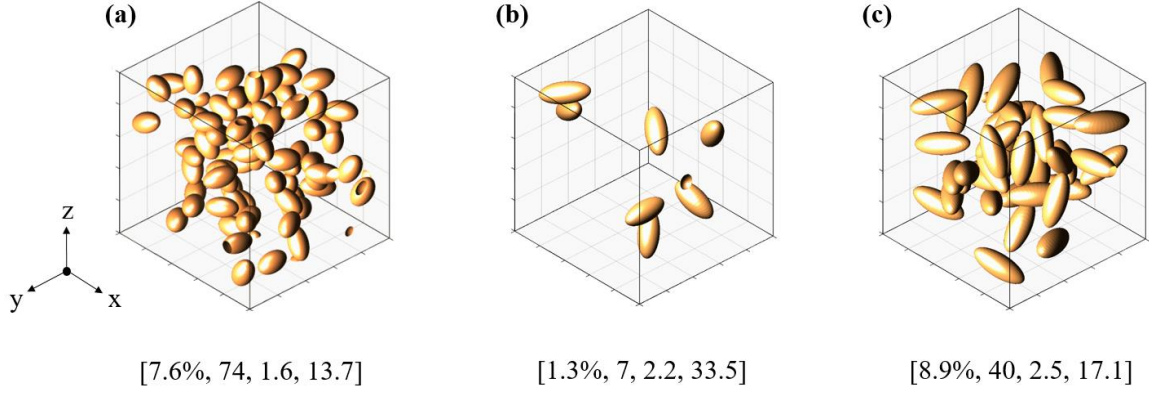 (a)
(b)
(c)
z
y
x
[7.6%, 74, 1.6, 13.7]
[1.3%, 7, 2.2, 33.5]
[8.9%, 40, 2.5, 17.1]